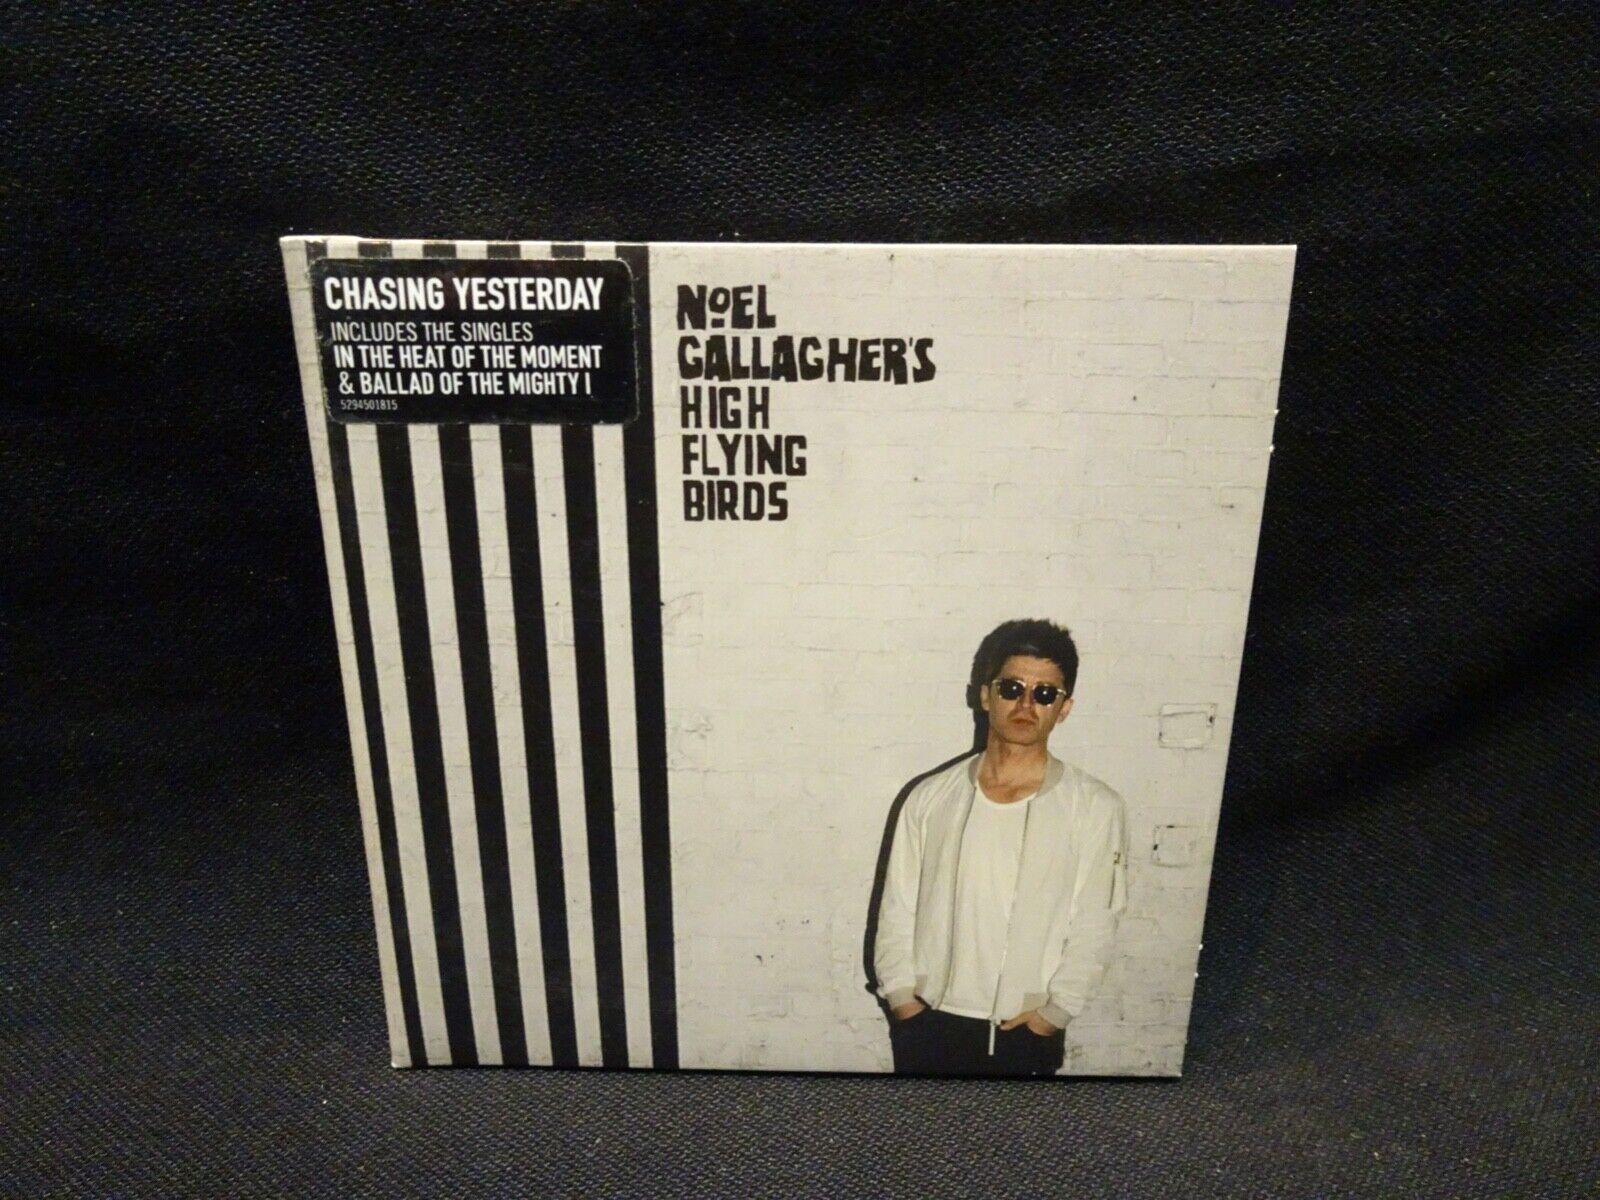 CHASING YESTERDAY
INCLUDES THE SINGLES
IN THE HEAT OF THE MOMENT
& BALLAD OF THE MIGHTY I
5294501815
NOEL
GALLAGHER'S
HIGH
FLYING
BIRDS